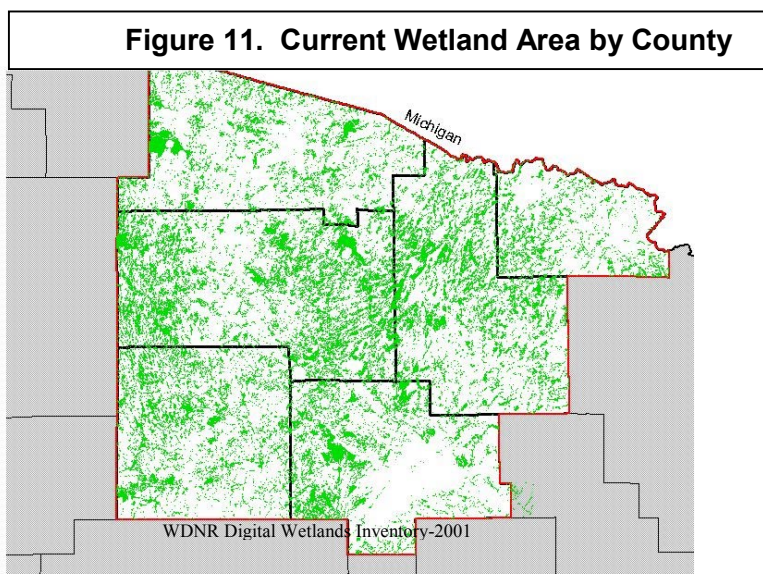 Figure 11.  Current Wetland Area by County
Michigan
WDNR Digital Wetlands Inventory-2001